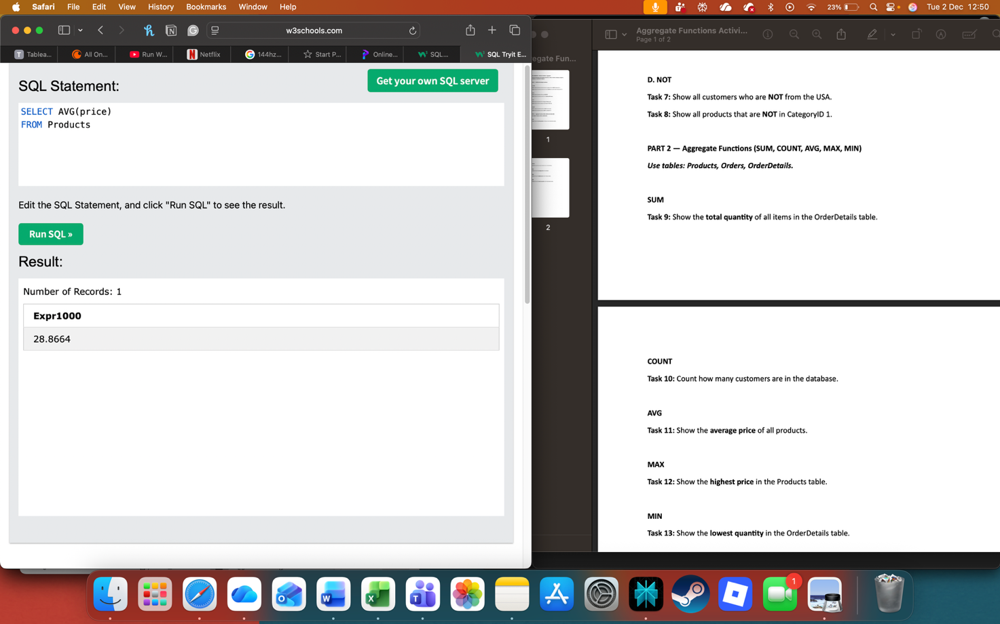 Safari File Edit View History Bookmarks Window Help 23% Tue 2 Dec 12:50
w3schools.com
Tablea... All On... Run W... Netflix 144hz... Start P... Online... SQL... SQL Tryit E...
SQL Statement:
Get your own SQL server
SELECT AVG(price)
FROM Products
Edit the SQL Statement, and click "Run SQL" to see the result.
Run SQL »
Result:
Number of Records: 1
Expr1000
28.8664
Aggregate Functions Activi...
Page 1 of 2
egate Fun...
1
2
D. NOT
Task 7: Show all customers who are NOT from the USA.
Task 8: Show all products that are NOT in CategoryID 1.
PART 2 — Aggregate Functions (SUM, COUNT, AVG, MAX, MIN)
Use tables: Products, Orders, OrderDetails.
SUM
Task 9: Show the total quantity of all items in the OrderDetails table.
COUNT
Task 10: Count how many customers are in the database.
AVG
Task 11: Show the average price of all products.
MAX
Task 12: Show the highest price in the Products table.
MIN
Task 13: Show the lowest quantity in the OrderDetails table.
1